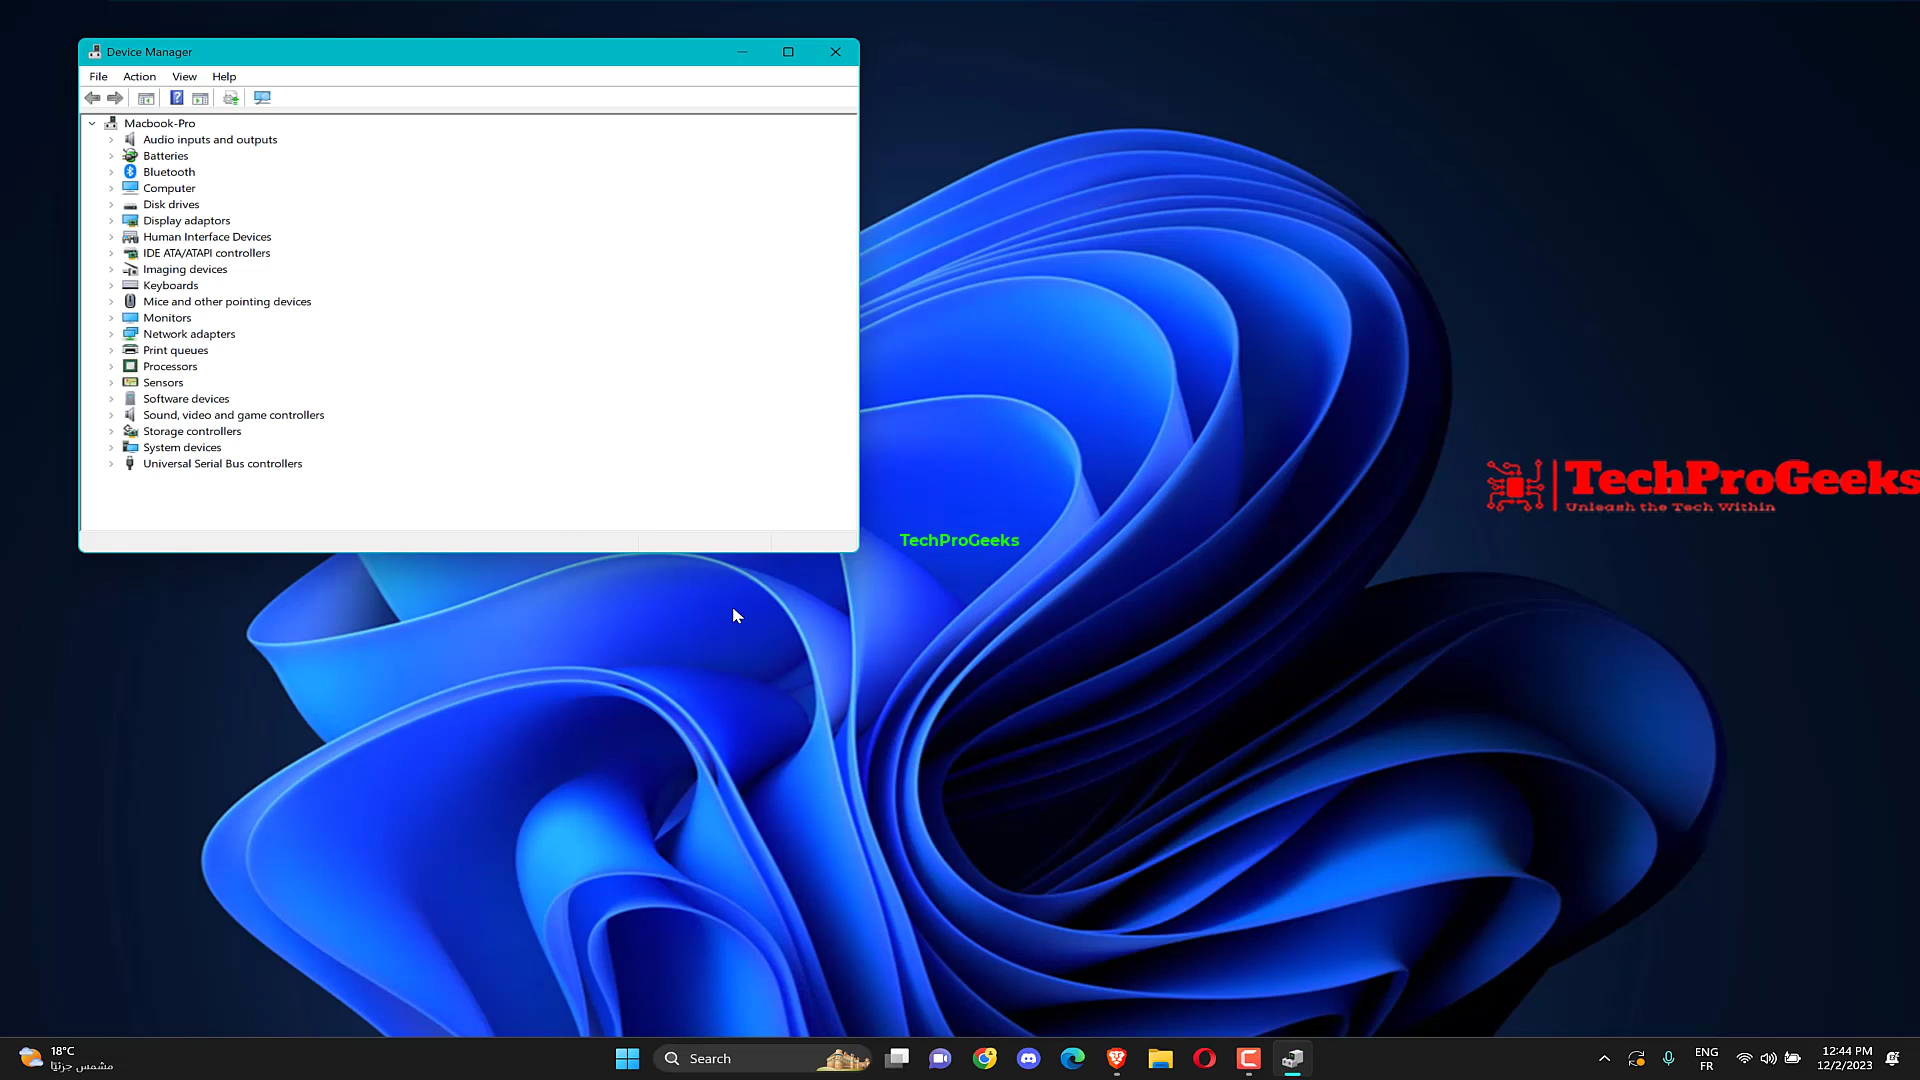 Device Manager
File Action View Help
Macbook-Pro
Audio inputs and outputs
Batteries
Bluetooth
Computer
Disk drives
Display adaptors
Human Interface Devices
IDE ATA/ATAPI controllers
Imaging devices
Keyboards
Mice and other pointing devices
Monitors
Network adapters
Print queues
Processors
Sensors
Software devices
Sound, video and game controllers
Storage controllers
System devices
Universal Serial Bus controllers
TechProGeeks
Unleash the Tech Within
TechProGeeks
18°C
مشمس جزئيًا
Search
ENG
FR
12:44 PM
12/2/2023